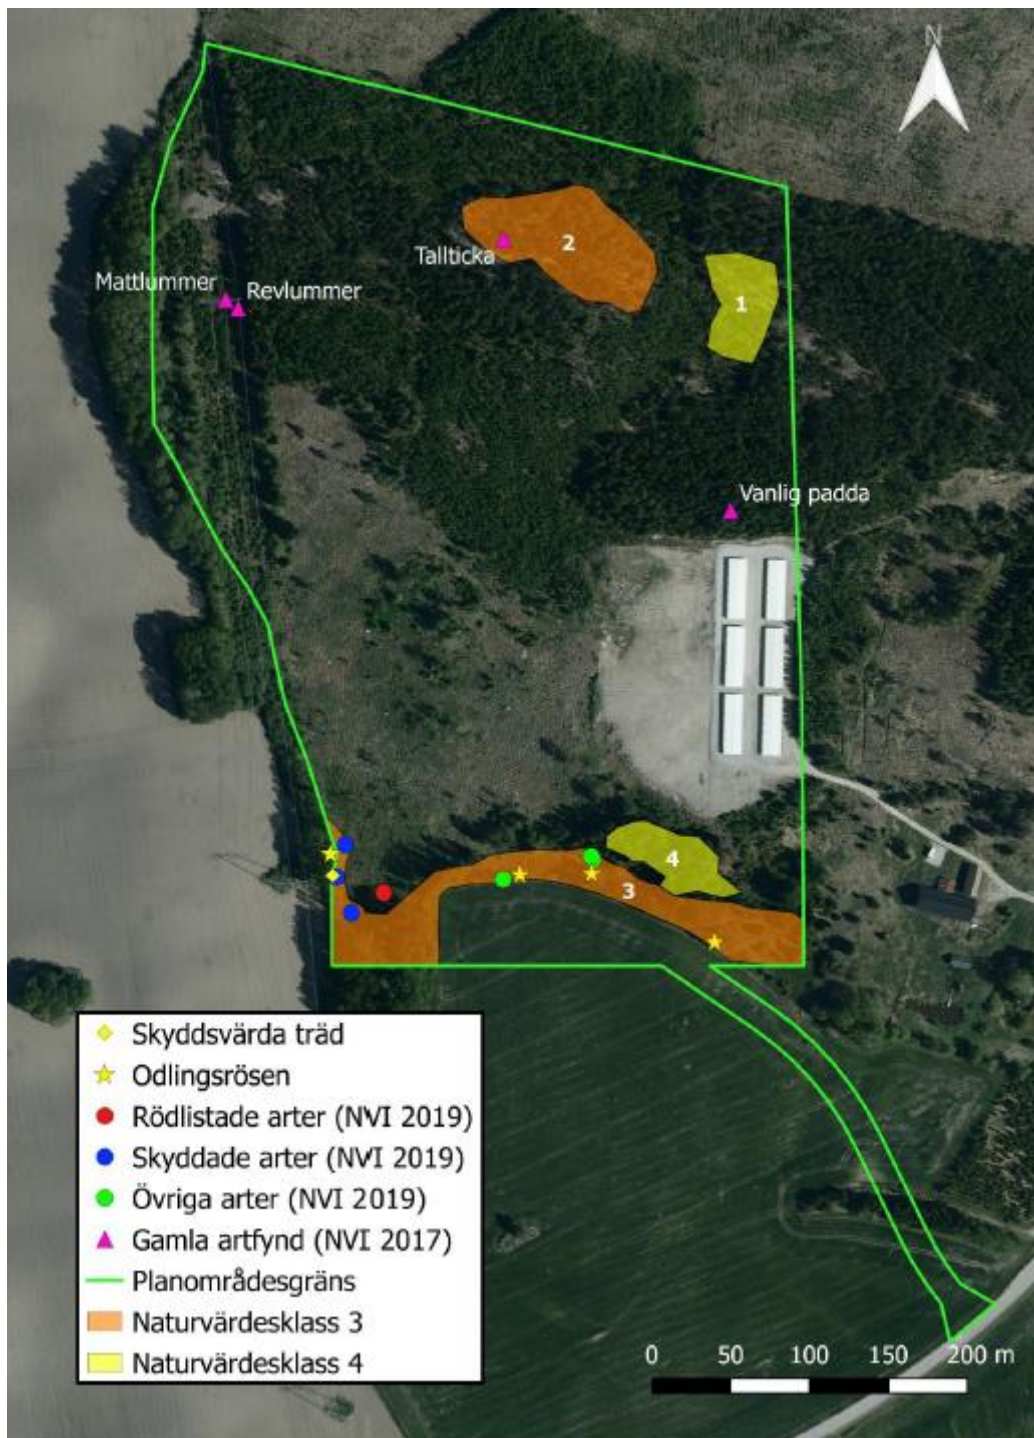 N
2
Tallticka
Mattlummer
Revlummer
1
Vanlig padda
4
3
Skyddsvärda träd
Odlingsrösen
Rödlistade arter (NVI 2019)
Skyddade arter (NVI 2019)
Övriga arter (NVI 2019)
Gamla artfynd (NVI 2017)
Planområdesgräns
Naturvärdesklass 3
Naturvärdesklass 4
0 50 100 150 200 m